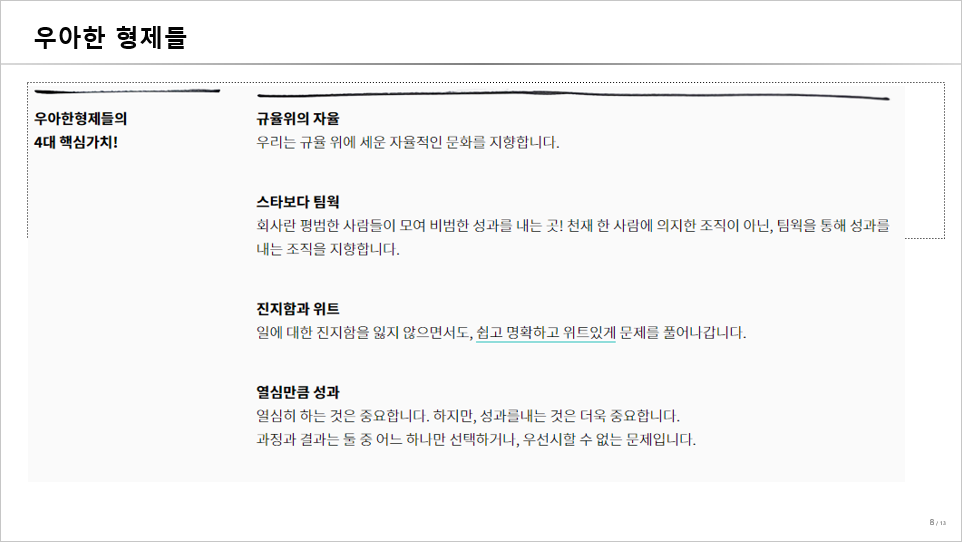 우아한 형제들
우아한형제들의
4대 핵심가치!
규율위의 자율
우리는 규율 위에 세운 자율적인 문화를 지향합니다.
스타보다 팀웍
회사란 평범한 사람들이 모여 비범한 성과를 내는 곳! 천재 한 사람에 의지한 조직이 아닌, 팀웍을 통해 성과를
내는 조직을 지향합니다.
진지함과 위트
일에 대한 진지함을 잃지 않으면서도, 쉽고 명확하고 위트있게 문제를 풀어나갑니다.
열심만큼 성과
열심히 하는 것은 중요합니다. 하지만, 성과를내는 것은 더욱 중요합니다.
과정과 결과는 둘 중 어느 하나만 선택하거나, 우선시할 수 없는 문제입니다.
8 / 13